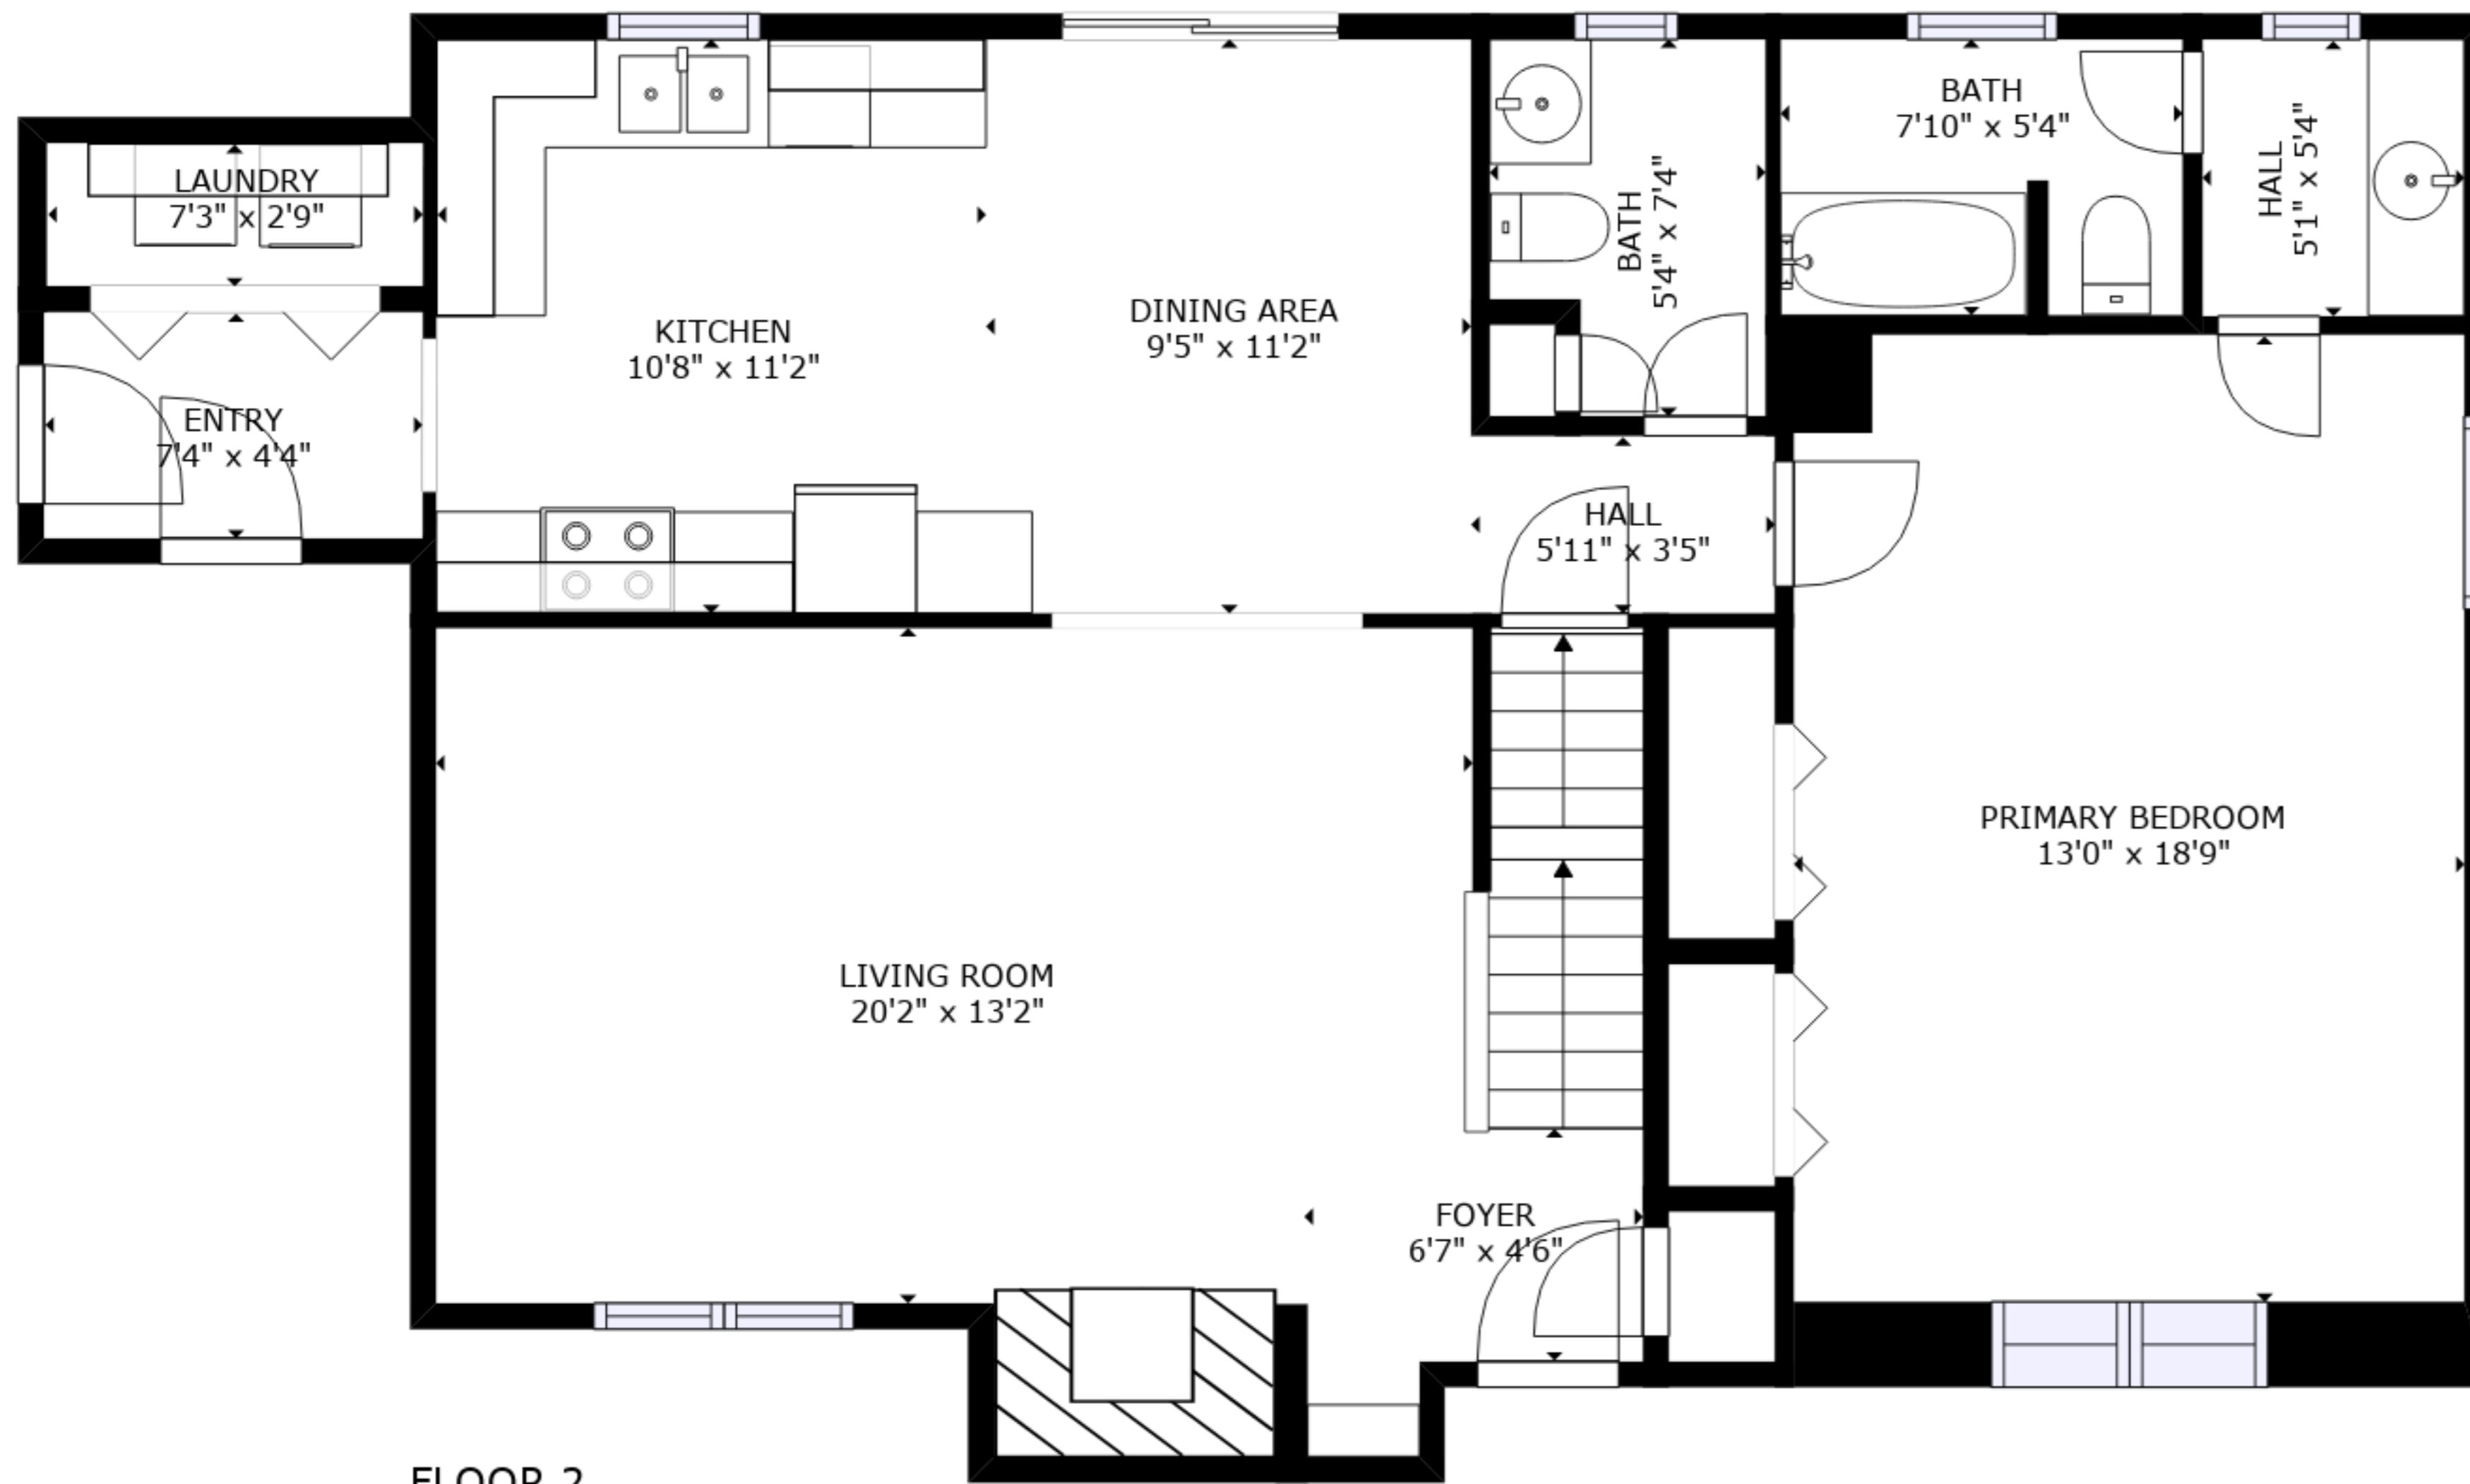 BATH
7'10" x 5'4"
LAUNDRY
7'3" x 2'9"
BATH
5'4" x 7'4"
HALL
5'1" x 5'4"
KITCHEN
10'8" x 11'2"
DINING AREA
9'5" x 11'2"
ENTRY
7'4" x 4'4"
HALL
5'11" x 3'5"
PRIMARY BEDROOM
13'0" x 18'9"
LIVING ROOM
20'2" x 13'2"
FOYER
6'7" x 4'6"
FLOOR 2